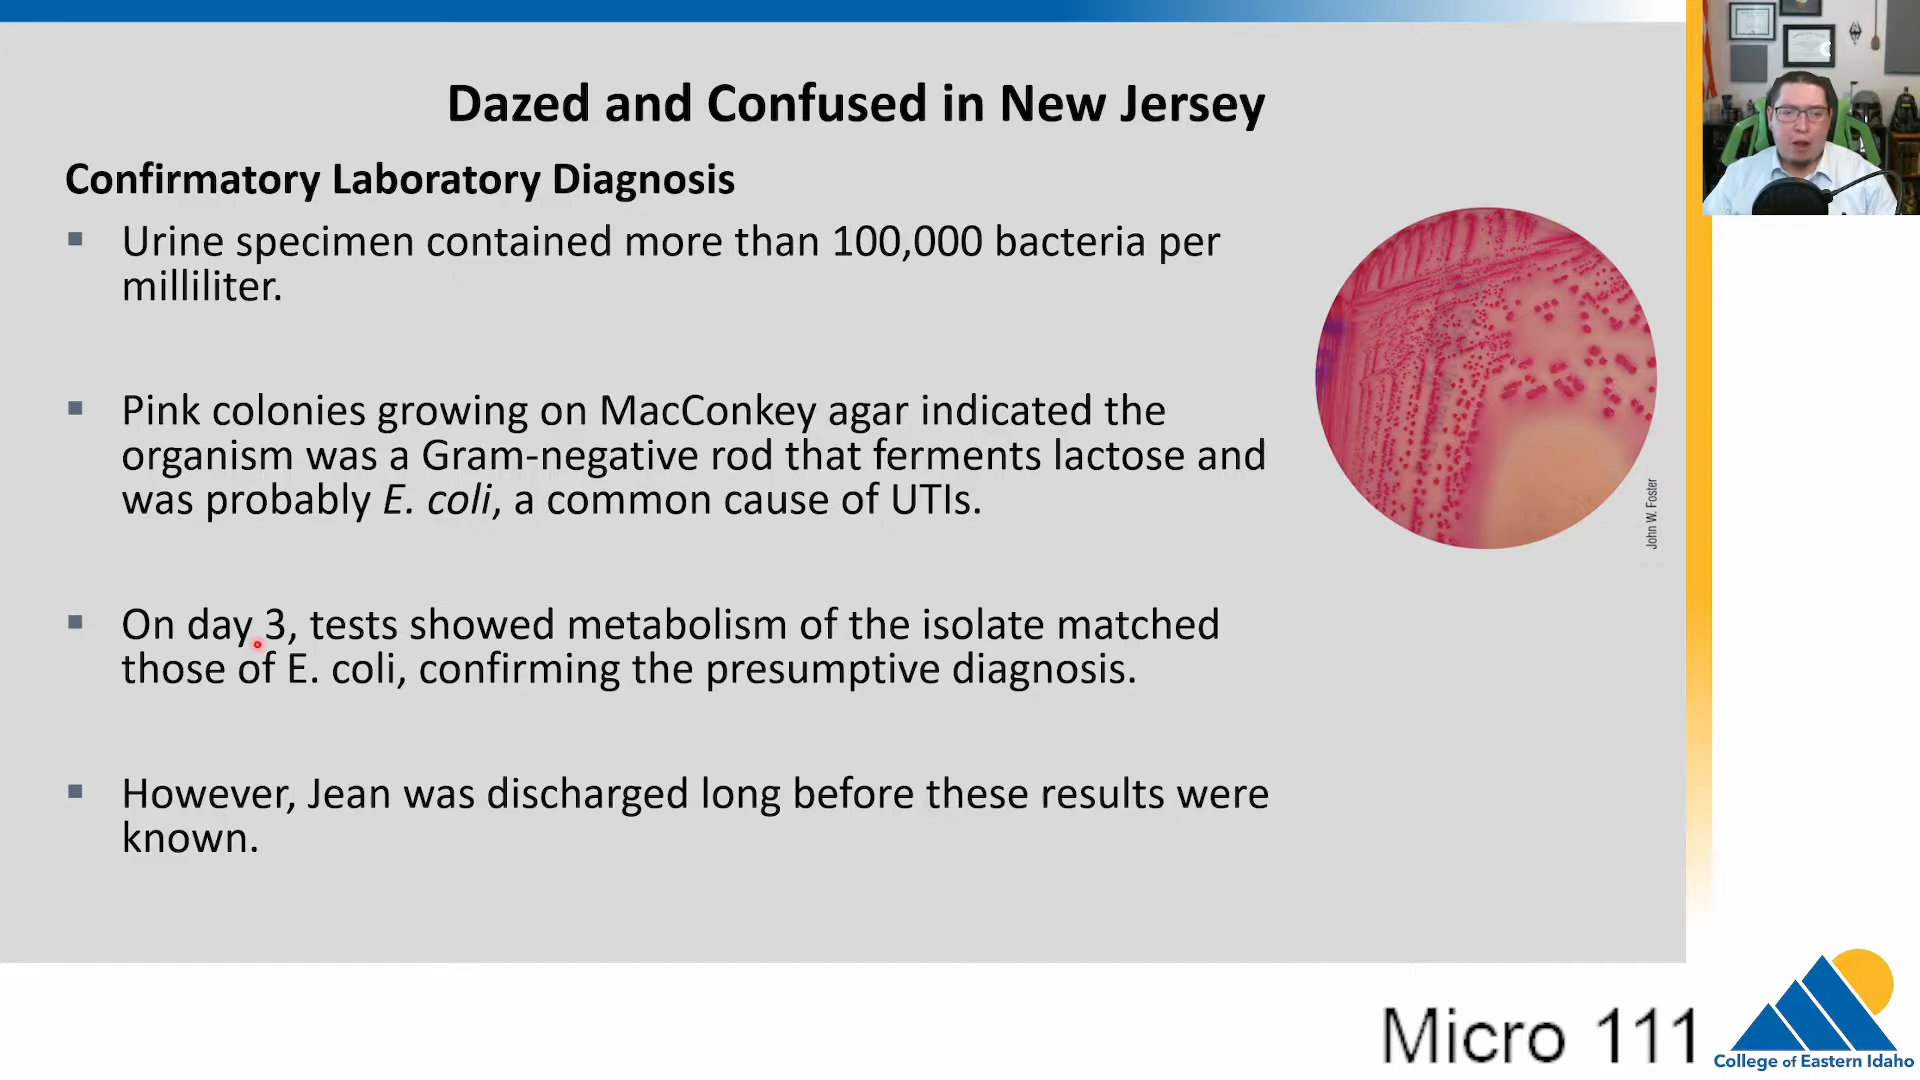 Dazed and Confused in New Jersey
Confirmatory Laboratory Diagnosis
▪ Urine specimen contained more than 100,000 bacteria per
milliliter.
▪ Pink colonies growing on MacConkey agar indicated the
organism was a Gram-negative rod that ferments lactose and
was probably E. coli, a common cause of UTIs.
▪ On day 3, tests showed metabolism of the isolate matched
those of E. coli, confirming the presumptive diagnosis.
▪ However, Jean was discharged long before these results were
known.
John W. Foster
Micro 111
College of Eastern Idaho